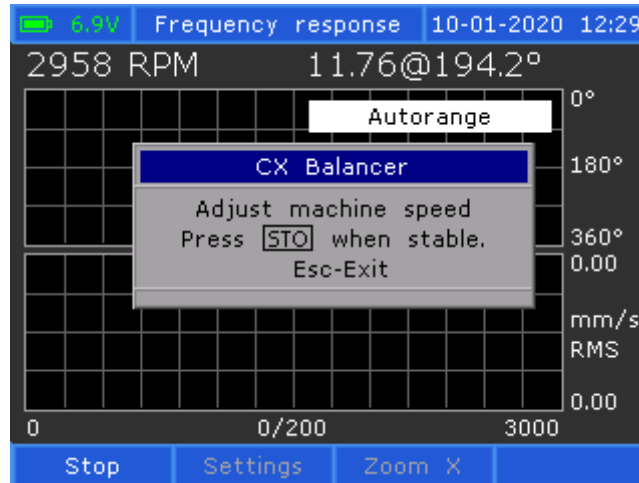 6.9V Frequency response 10-01-2020 12:29
2958 RPM 11.76@194.2º
0°
Autorange
CX Balancer
180°
Adjust machine speed
Press STO when stable.
360°
Esc-Exit
0.00
mm/s
RMS
0.00
0 0/200 3000
Stop Settings Zoom X